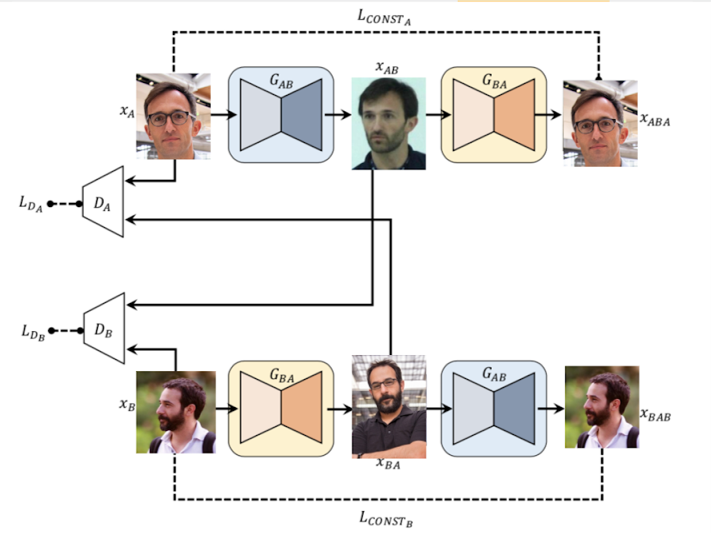 L_CONST_A
x_A
G_AB
x_AB
G_BA
x_ABA
L_D_A
D_A
L_D_B
D_B
x_B
G_BA
x_BA
G_AB
x_BAB
L_CONST_B